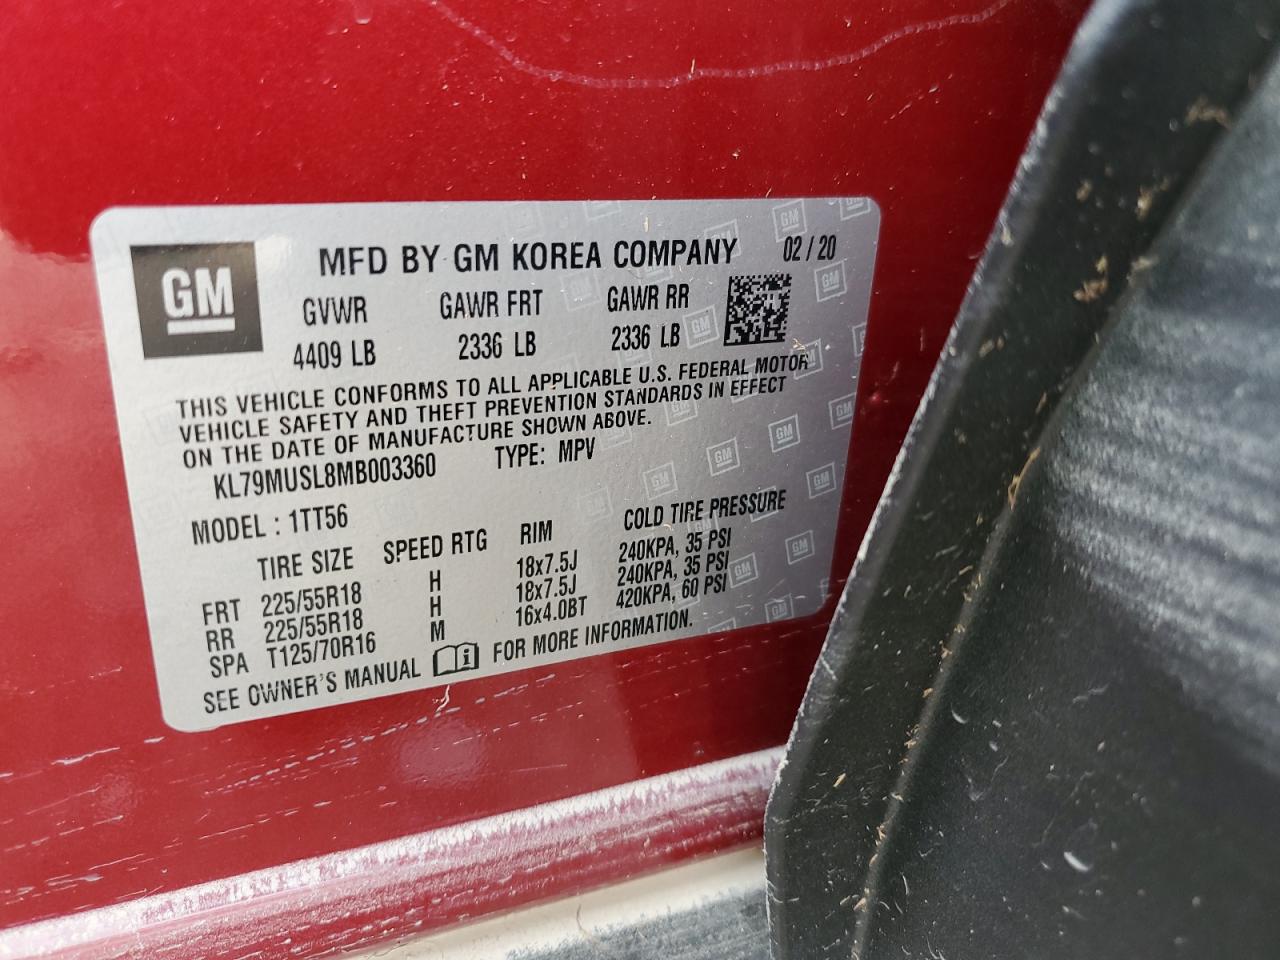 GM
MFD BY GM KOREA COMPANY 02 / 20
GVWR GAWR FRT GAWR RR
4409 LB 2336 LB 2336 LB
THIS VEHICLE CONFORMS TO ALL APPLICABLE U.S. FEDERAL MOTOR
VEHICLE SAFETY AND THEFT PREVENTION STANDARDS IN EFFECT
ON THE DATE OF MANUFACTURE SHOWN ABOVE.
KL79MUSL8MB003360 TYPE: MPV
MODEL : 1TT56
TIRE SIZE SPEED RTG RIM COLD TIRE PRESSURE
FRT 225/55R18 H 18x7.5J 240KPA, 35 PSI
RR 225/55R18 H 18x7.5J 240KPA, 35 PSI
SPA T125/70R16 M 16x4.0BT 420KPA, 60 PSI
SEE OWNER'S MANUAL i FOR MORE INFORMATION.